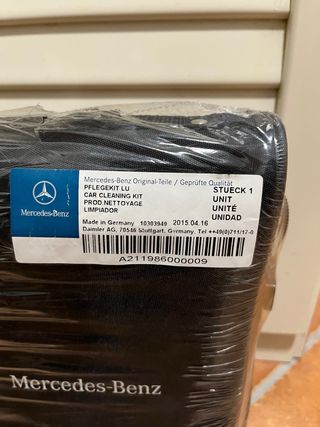 Mercedes-Benz Original-Teile / Geprüfte Qualität
PFLEGEKIT LU
CAR CLEANING KIT
PROD.NETTOYAGE
LIMPIADOR
STUECK 1
UNIT
UNITÉ
UNIDAD
Mercedes-Benz
Made in Germany 10303949 2015.04.16
Daimler AG, 70546 Stuttgart, Germany, Tel ++49(0)711/17-0
A211986000009
Mercedes-Benz